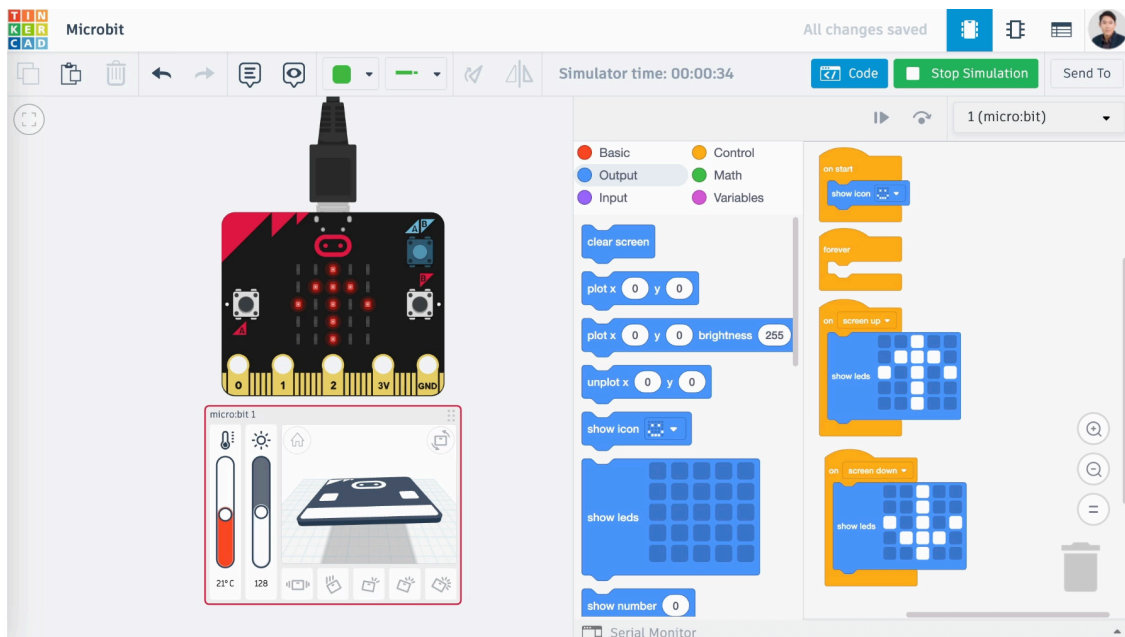 TIN
KER
CAD
Microbit
All changes saved
Simulator time: 00:00:34
Code
Stop Simulation
Send To
1 (micro:bit)
Basic
Control
Output
Math
Input
Variables
clear screen
plot x 0 y 0
plot x 0 y 0 brightness 255
unplot x 0 y 0
show icon
show leds
show number 0
Serial Monitor
on start
show icon
forever
on screen up
show leds
on screen down
show leds
A B
B
A
0 1 2 3V GND
micro:bit 1
21°C 128